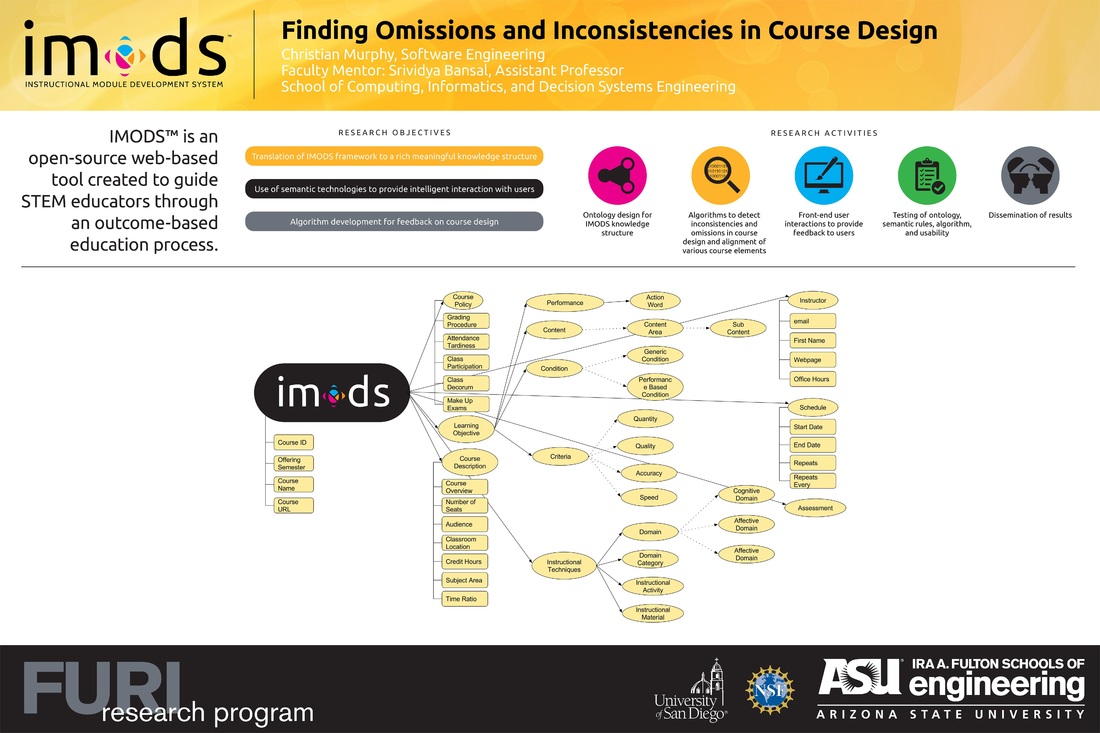 imods™
INSTRUCTIONAL MODULE DEVELOPMENT SYSTEM
Finding Omissions and Inconsistencies in Course Design
Christian Murphy, Software Engineering
Faculty Mentor: Srividya Bansal, Assistant Professor
School of Computing, Informatics, and Decision Systems Engineering
IMODS™ is an
open-source web-based
tool created to guide
STEM educators through
an outcome-based
education process.
RESEARCH OBJECTIVES
Translation of IMODS framework to a rich meaningful knowledge structure
Use of semantic technologies to provide intelligent interaction with users
Algorithm development for feedback on course design
RESEARCH ACTIVITIES
Ontology design for
IMODS knowledge
structure
Algorithms to detect
inconsistencies and
omissions in course
design and alignment of
various course elements
Front-end user
interactions to provide
feedback to users
Testing of ontology,
semantic rules, algorithm,
and usability
Dissemination of results
imods
Course ID
Offering
Semester
Course
Name
Course
URL
Course
Policy
Grading
Procedure
Attendance
Tardiness
Class
Participation
Class
Decorum
Make Up
Exams
Learning
Objective
Course
Description
Course
Overview
Number of
Seats
Audience
Classroom
Location
Credit Hours
Subject Area
Time Ratio
Performance
Content
Condition
Criteria
Instructional
Techniques
Action
Word
Content
Area
Generic
Condition
Performanc
e Based
Condition
Quantity
Quality
Accuracy
Speed
Domain
Domain
Category
Instructional
Activity
Instructional
Material
Sub
Content
Cognitive
Domain
Affective
Domain
Affective
Domain
Instructor
email
First Name
Webpage
Office Hours
Schedule
Start Date
End Date
Repeats
Repeats
Every
Assessment
FURI
research program
University
of San Diego®
NSF
ASU® IRA A. FULTON SCHOOLS OF
engineering
ARIZONA STATE UNIVERSITY